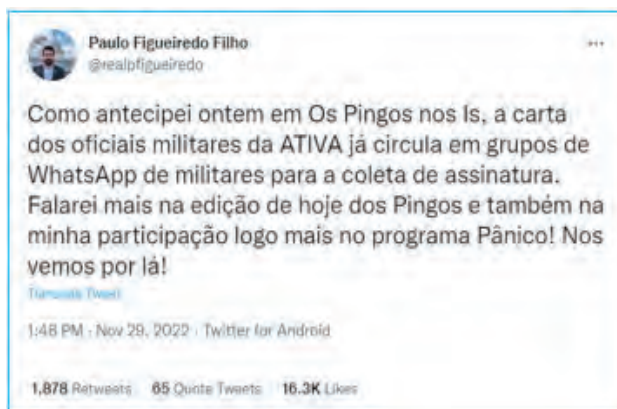 Paulo Figueiredo Filho
@realpfigueiredo
Como antecipei ontem em Os Pingos nos Is, a carta
dos oficiais militares da ATIVA já circula em grupos de
WhatsApp de militares para a coleta de assinatura.
Falarei mais na edição de hoje dos Pingos e também na
minha participação logo mais no programa Pânico! Nos
vemos por lá!
Translate Tweet
1:48 PM · Nov 29, 2022 · Twitter for Android
1,878 Retweets 65 Quote Tweets 16.3K Likes